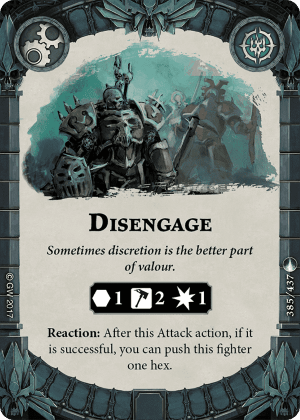 DISENGAGE
Sometimes discretion is the better part
of valour.
1 2 1
Reaction: After this Attack action, if it
is successful, you can push this fighter
one hex.
© GW 2017
385/437